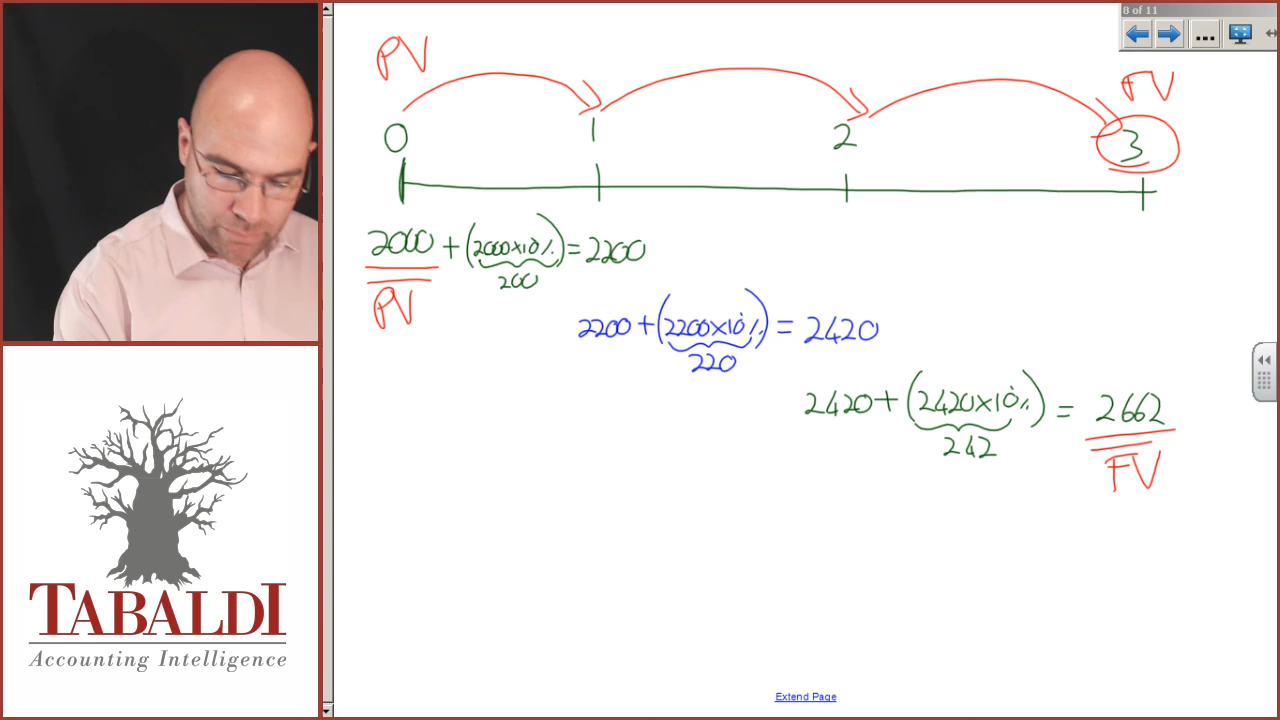 8 of 11
...
PV
FV
0 1 2 3
2000 + (2000×10%) = 2200
200
PV
2200 + (2200×10%) = 2420
220
2420 + (2420×10%) = 2662
242
FV
TABALDI
Accounting Intelligence
Extend Page